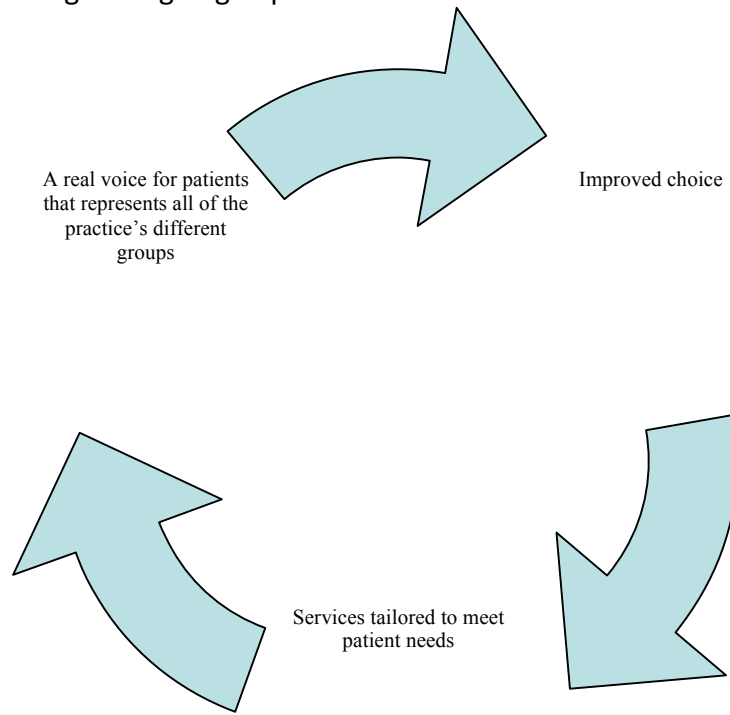 A real voice for patients
that represents all of the
practice's different
groups
Improved choice
Services tailored to meet
patient needs